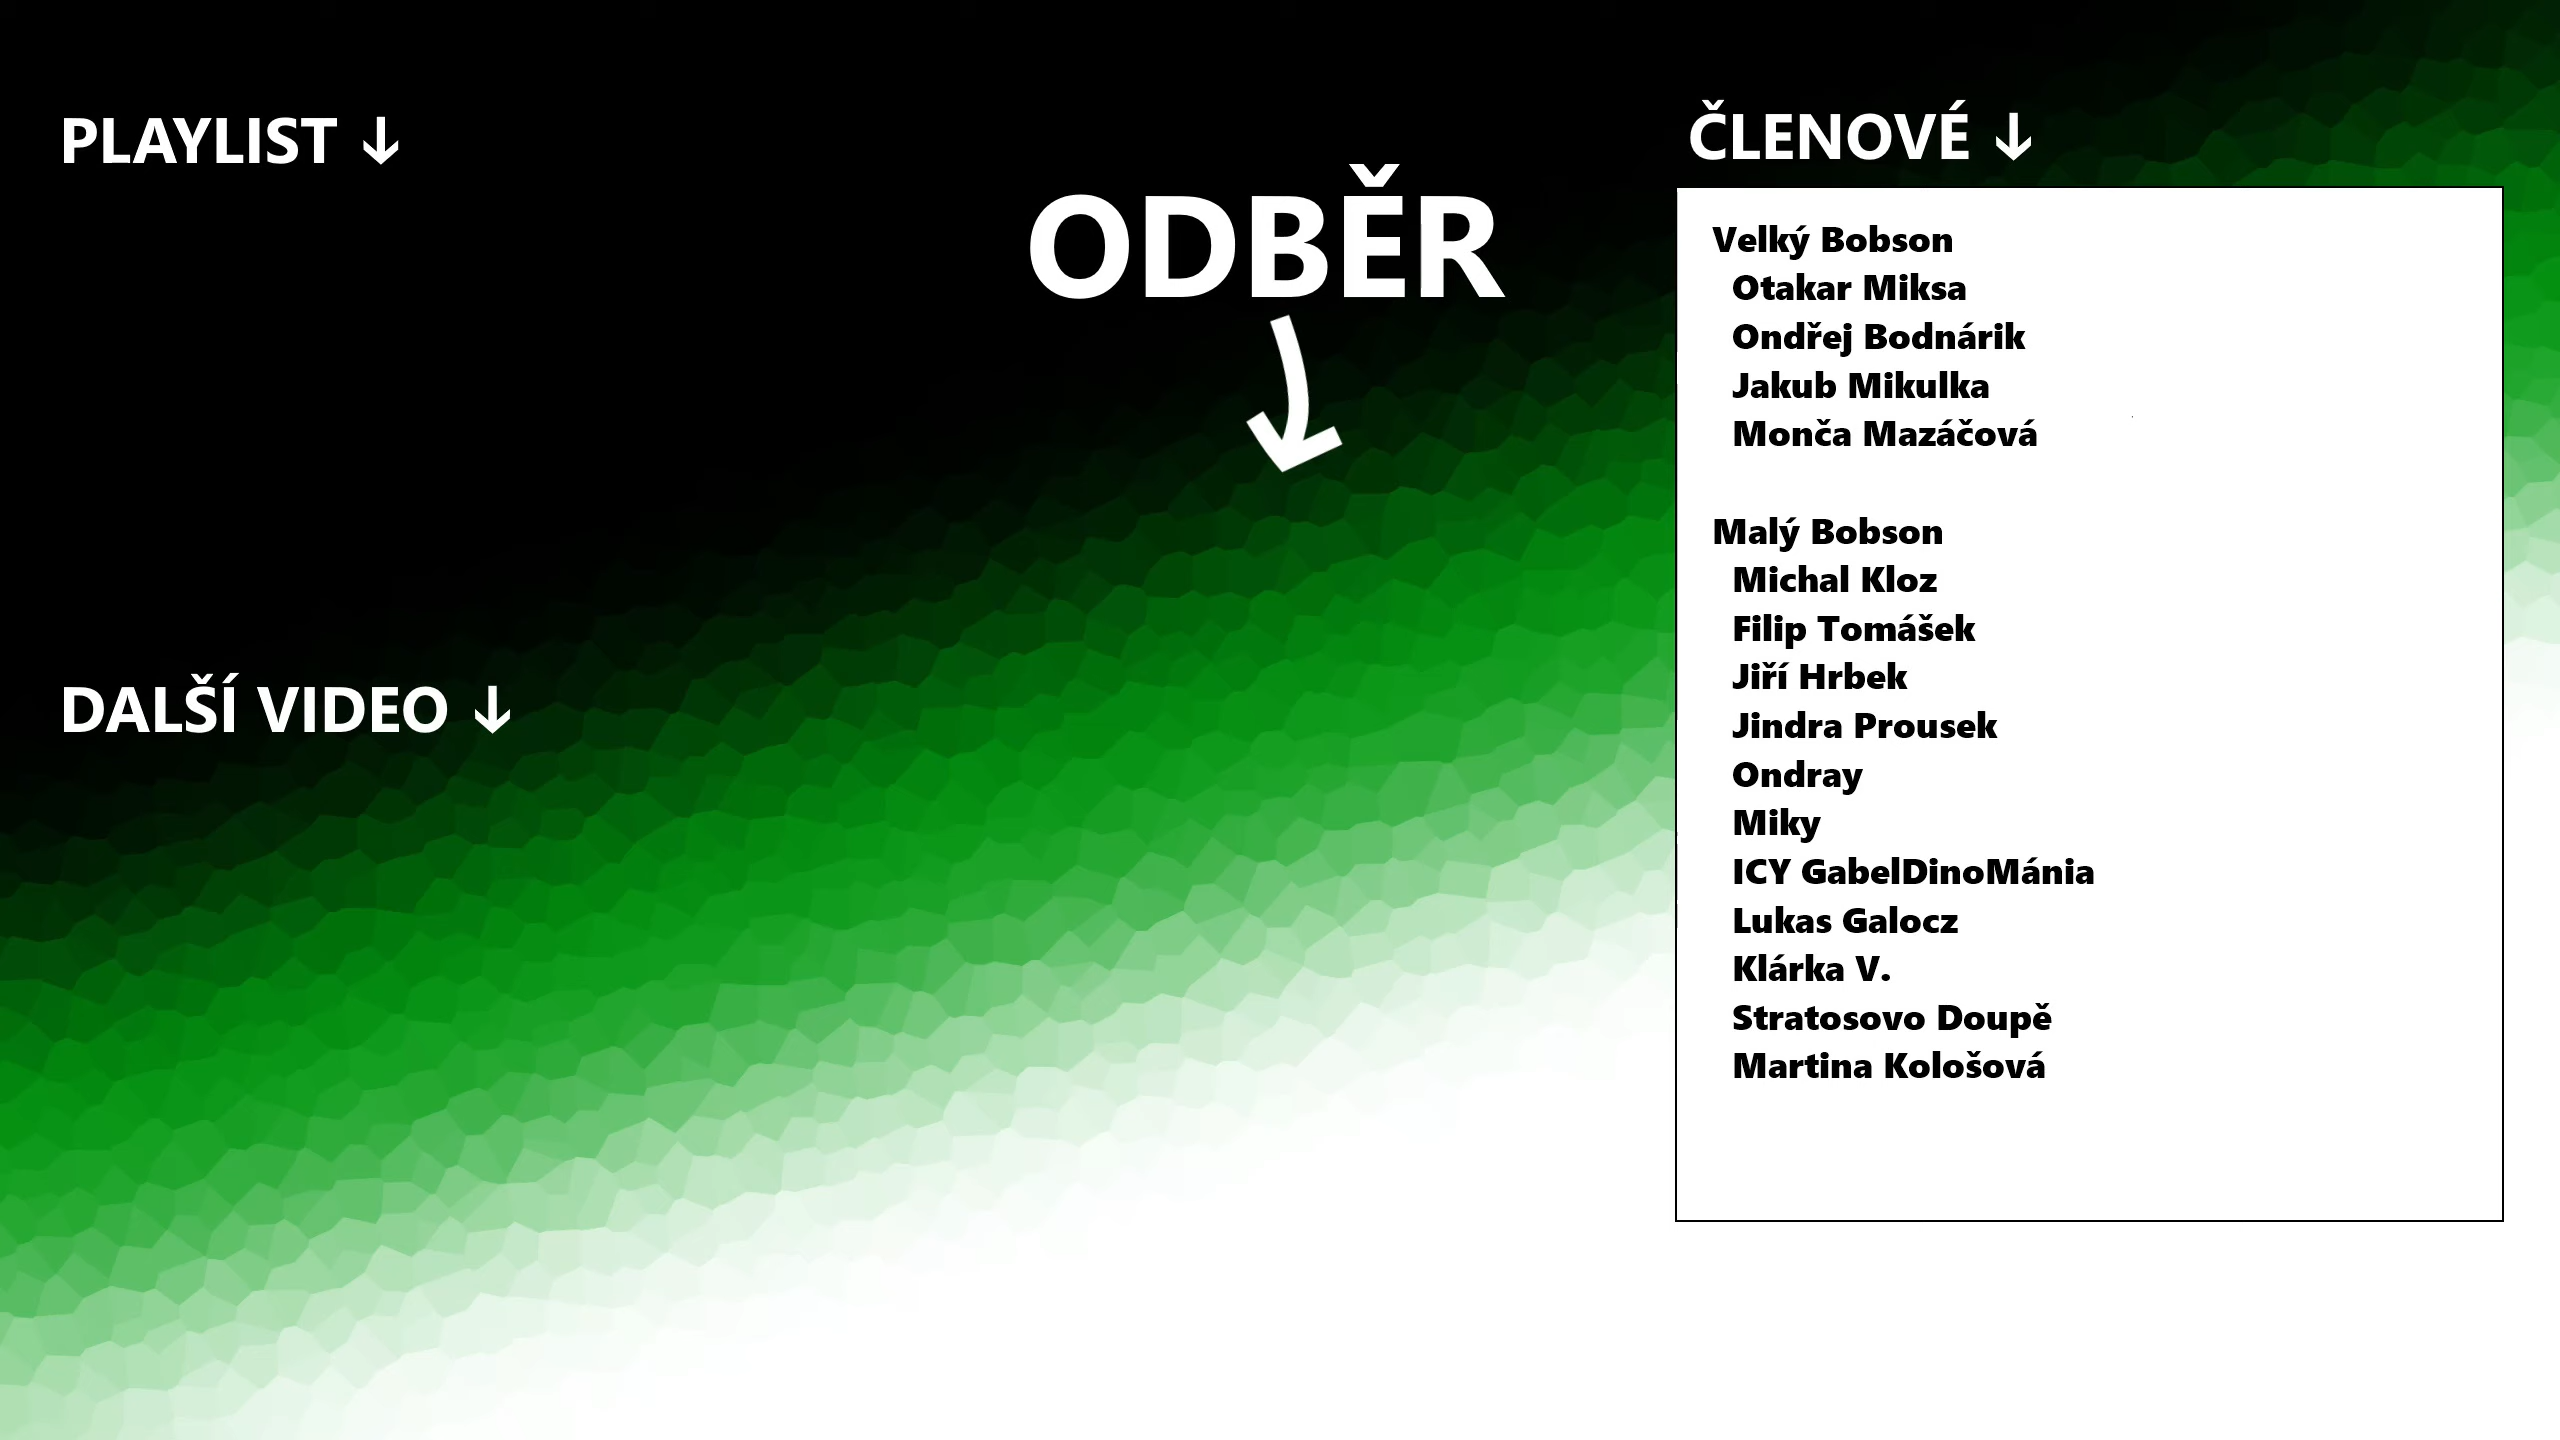 PLAYLIST ↓
DALŠÍ VIDEO ↓
ODBĚR
ČLENOVÉ ↓
Velký Bobson
Otakar Miksa
Ondřej Bodnárik
Jakub Mikulka
Monča Mazáčová
Malý Bobson
Michal Kloz
Filip Tomášek
Jiří Hrbek
Jindra Prousek
Ondray
Miky
ICY GabelDinoMánia
Lukas Galocz
Klárka V.
Stratosovo Doupě
Martina Kološová